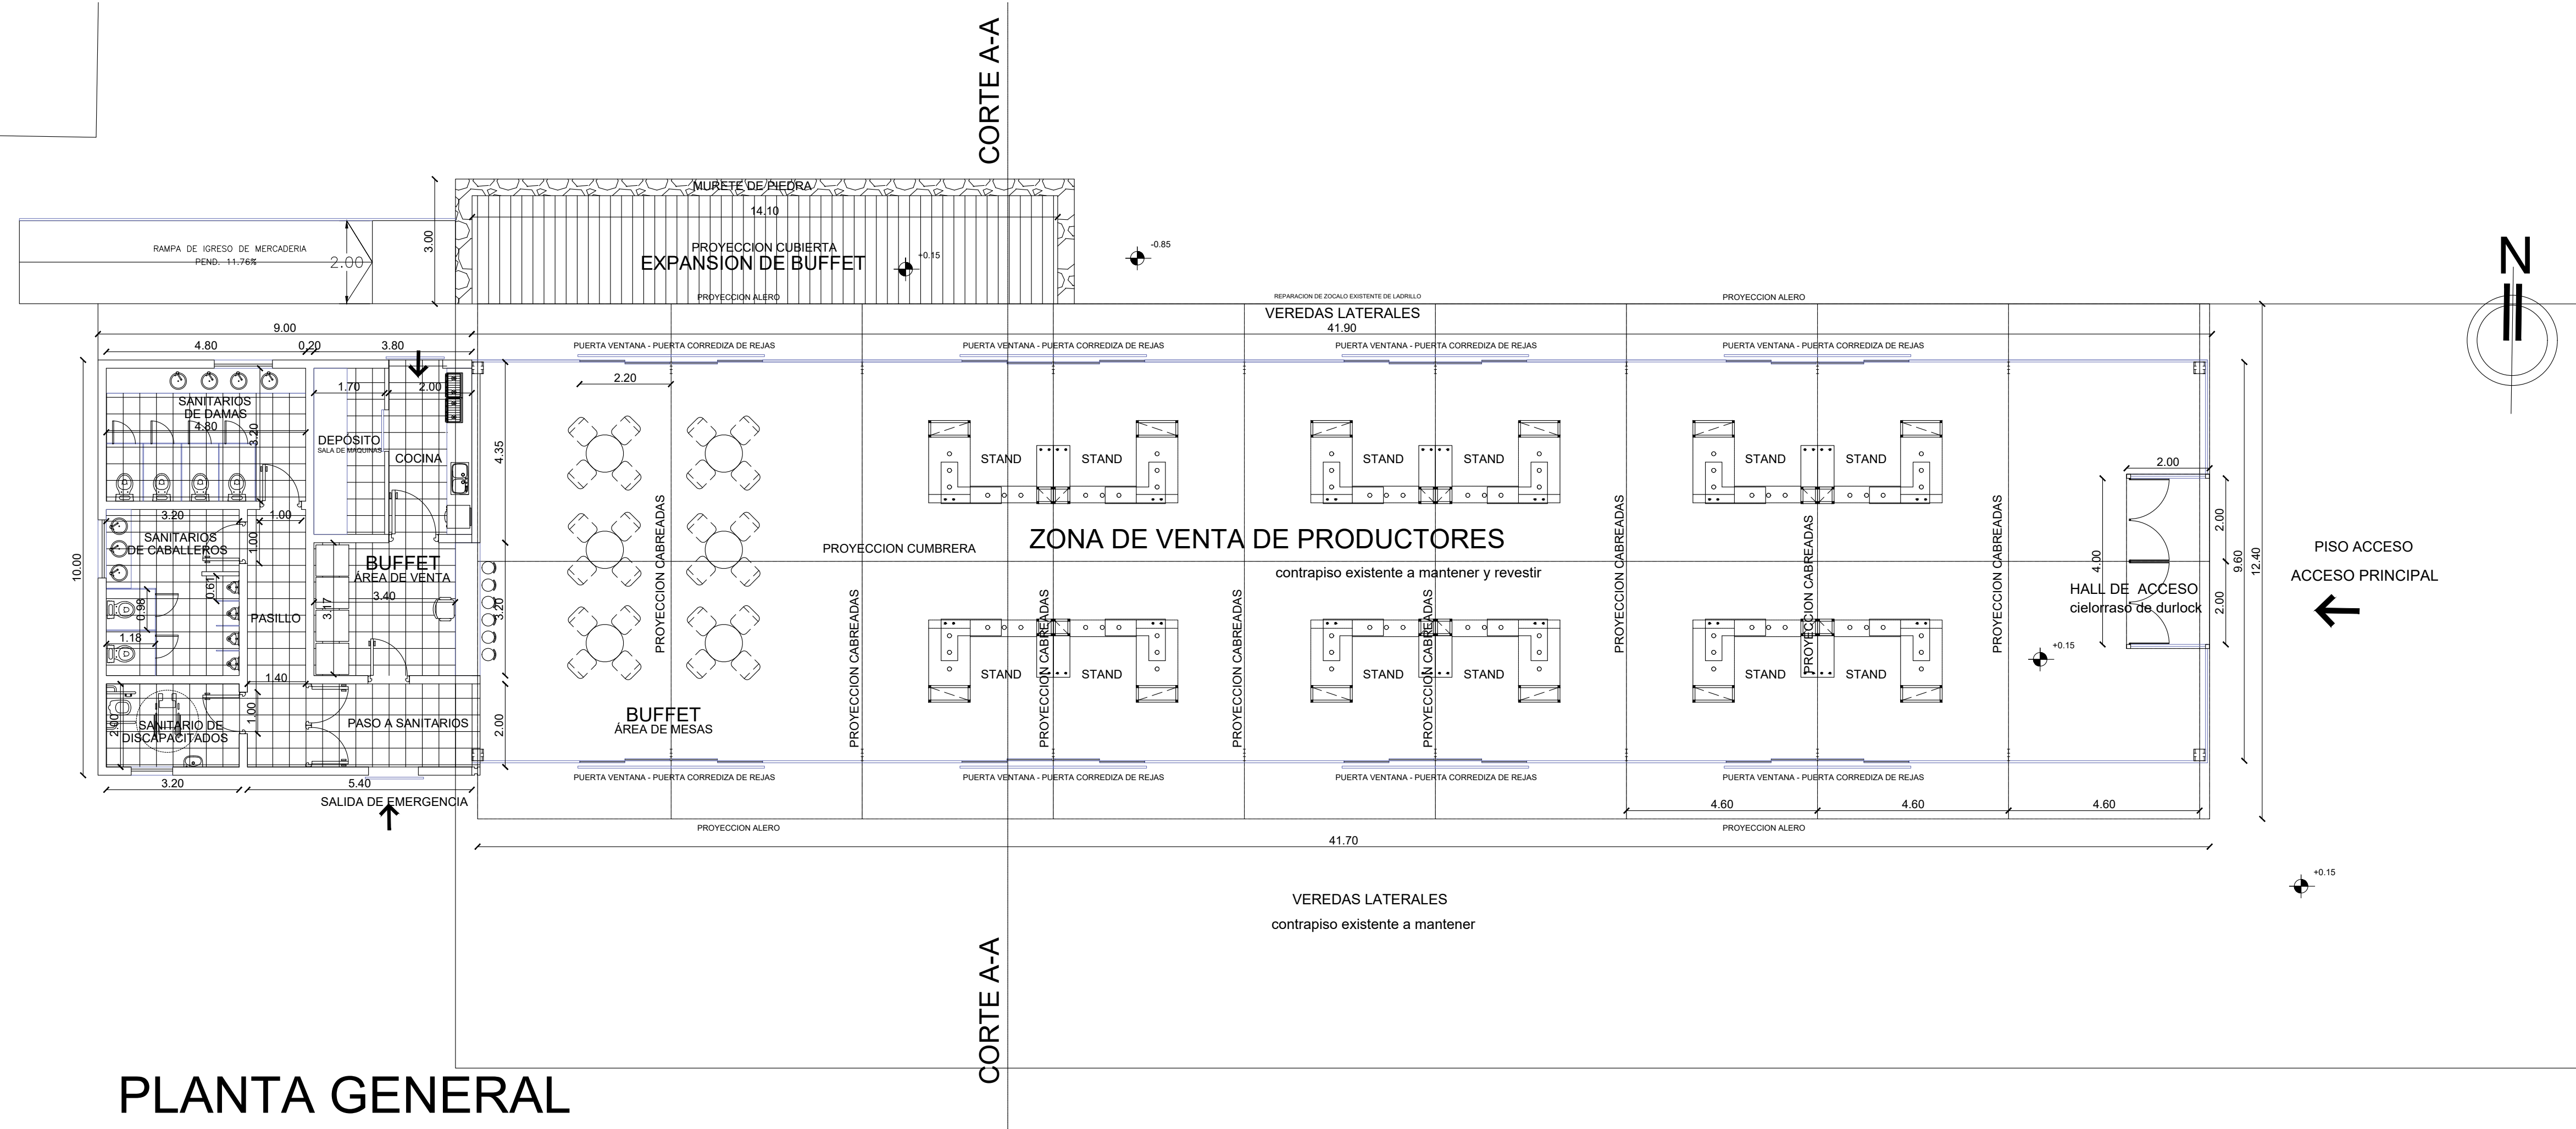 CORTE A-A
N
MURETE DE PIEDRA
14.10
3.00
RAMPA DE IGRESO DE MERCADERIA
PEND. 11.76%
2.00
PROYECCION CUBIERTA
EXPANSION DE BUFFET
+0.15
-0.85
PROYECCION ALERO
REPARACION DE ZOCALO EXISTENTE DE LADRILLO
PROYECCION ALERO
VEREDAS LATERALES
9.00
41.90
4.80
0.20
3.80
PUERTA VENTANA - PUERTA CORREDIZA DE REJAS
PUERTA VENTANA - PUERTA CORREDIZA DE REJAS
PUERTA VENTANA - PUERTA CORREDIZA DE REJAS
PUERTA VENTANA - PUERTA CORREDIZA DE REJAS
2.20
1.70
2.00
SANITARIOS
DE DAMAS
4.80
3.20
DEPÓSITO
SALA DE MAQUINAS
COCINA
4.35
STAND
STAND
STAND
STAND
STAND
STAND
2.00
3.20
1.00
1.00
SANITARIOS
DE CABALLEROS
BUFFET
ÁREA DE VENTA
3.40
3.17
3.20
0.61
0.98
1.18
PASILLO
10.00
PROYECCION CABREADAS
PROYECCION CABREADAS
PROYECCION CABREADAS
PROYECCION CABREADAS
PROYECCION CABREADAS
PROYECCION CABREADAS
PROYECCION CABREADAS
PROYECCION CABREADAS
PROYECCION CUMBRERA
ZONA DE VENTA DE PRODUCTORES
contrapiso existente a mantener y revestir
4.00
2.00
2.00
9.60
12.40
HALL DE ACCESO
cielorraso de durlock
+0.15
PISO ACCESO
ACCESO PRINCIPAL
STAND
STAND
STAND
STAND
STAND
STAND
1.40
1.00
2.00
2.00
SANITARIO DE
DISCAPACITADOS
PASO A SANITARIOS
BUFFET
ÁREA DE MESAS
PUERTA VENTANA - PUERTA CORREDIZA DE REJAS
PUERTA VENTANA - PUERTA CORREDIZA DE REJAS
PUERTA VENTANA - PUERTA CORREDIZA DE REJAS
PUERTA VENTANA - PUERTA CORREDIZA DE REJAS
3.20
5.40
SALIDA DE EMERGENCIA
4.60
4.60
4.60
PROYECCION ALERO
PROYECCION ALERO
41.70
+0.15
VEREDAS LATERALES
contrapiso existente a mantener
CORTE A-A
PLANTA GENERAL